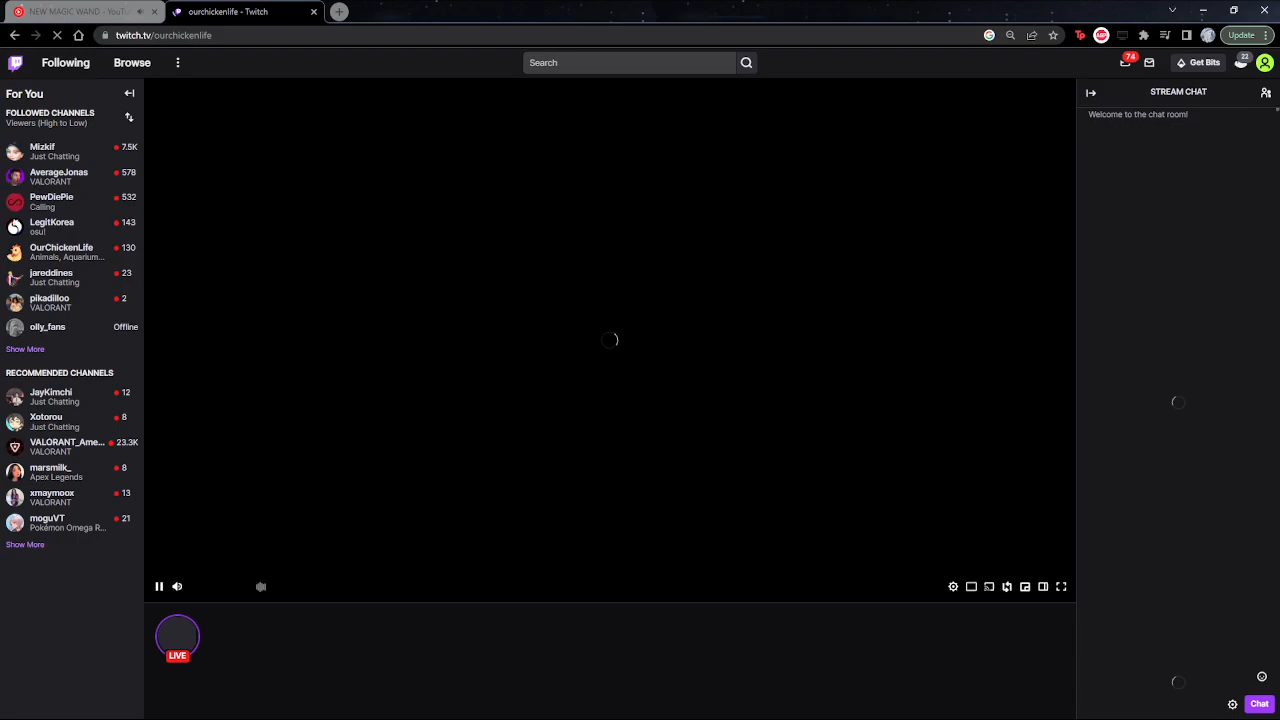 NEW MAGIC WAND - YouTu
ourchickenlife - Twitch
twitch.tv/ourchickenlife
Update
Following
Browse
Search
74
Get Bits
22
For You
FOLLOWED CHANNELS
Viewers (High to Low)
Mizkif 7.5K
Just Chatting
AverageJonas 578
VALORANT
PewDiePie 532
Calling
LegitKorea 143
osu!
OurChickenLife 130
Animals, Aquarium...
jareddines 23
Just Chatting
pikadilloo 2
VALORANT
olly_fans Offline
Show More
RECOMMENDED CHANNELS
JayKimchi 12
Just Chatting
Xotorou 8
Just Chatting
VALORANT_Ame... 23.3K
VALORANT
marsmilk_ 8
Apex Legends
xmaymoox 13
VALORANT
moguVT 21
Pokémon Omega R...
Show More
LIVE
STREAM CHAT
Welcome to the chat room!
Chat